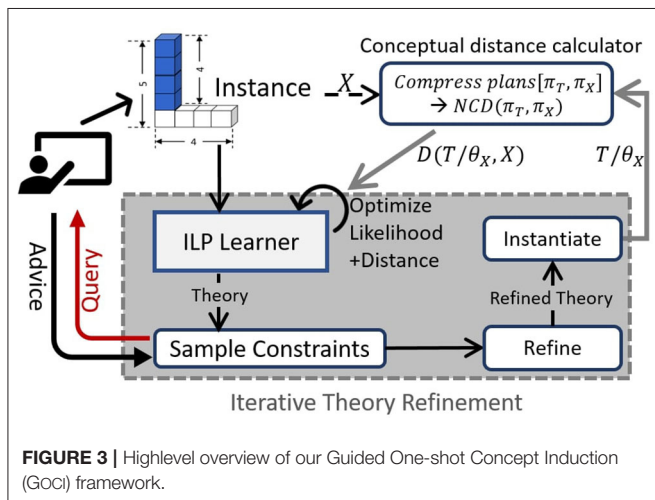 Conceptual distance calculator
Instance
X
Compress plans[π_T, π_X]
→ NCD(π_T, π_X)
5
4
4
D(T/θ_X, X)
T/θ_X
Optimize
Likelihood
+Distance
ILP Learner
Instantiate
Theory
Refined Theory
Advice
Query
Sample Constraints
Refine
Iterative Theory Refinement
FIGURE 3 | Highlevel overview of our Guided One-shot Concept Induction
(GOCI) framework.